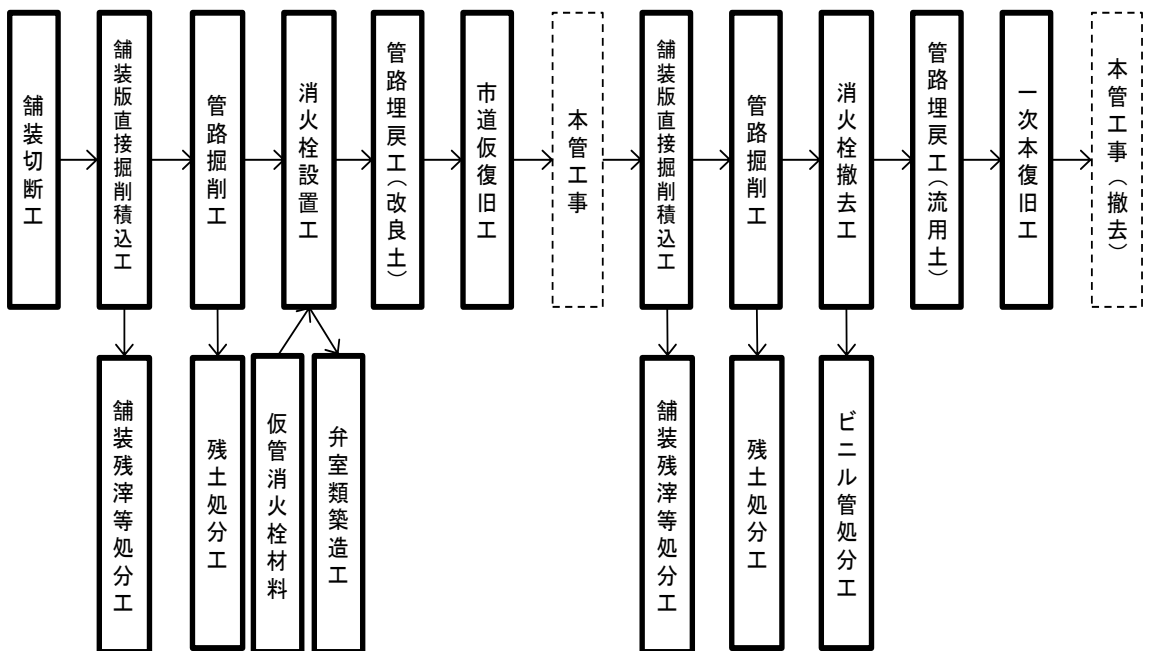 舗装切断工
舗装版直接掘削積込工
管路掘削工
消火栓設置工
管路埋戻工(改良土)
市道仮復旧工
本管工事
舗装版直接掘削積込工
管路掘削工
消火栓撤去工
管路埋戻工(流用土)
一次本復旧工
本管工事(撤去)
舗装残滓等処分工
残土処分工
仮管消火栓材料
弁室類築造工
舗装残滓等処分工
残土処分工
ビニル管処分工